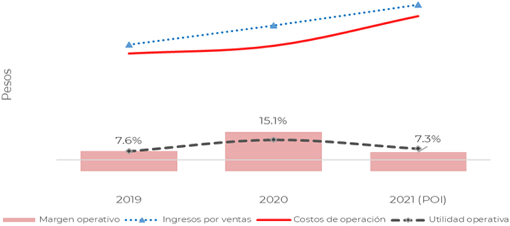 Pesos
7.6%
15.1%
7.3%
2019
2020
2021 (POI)
Margen operativo
Ingresos por ventas
Costos de operación
Utilidad operativa